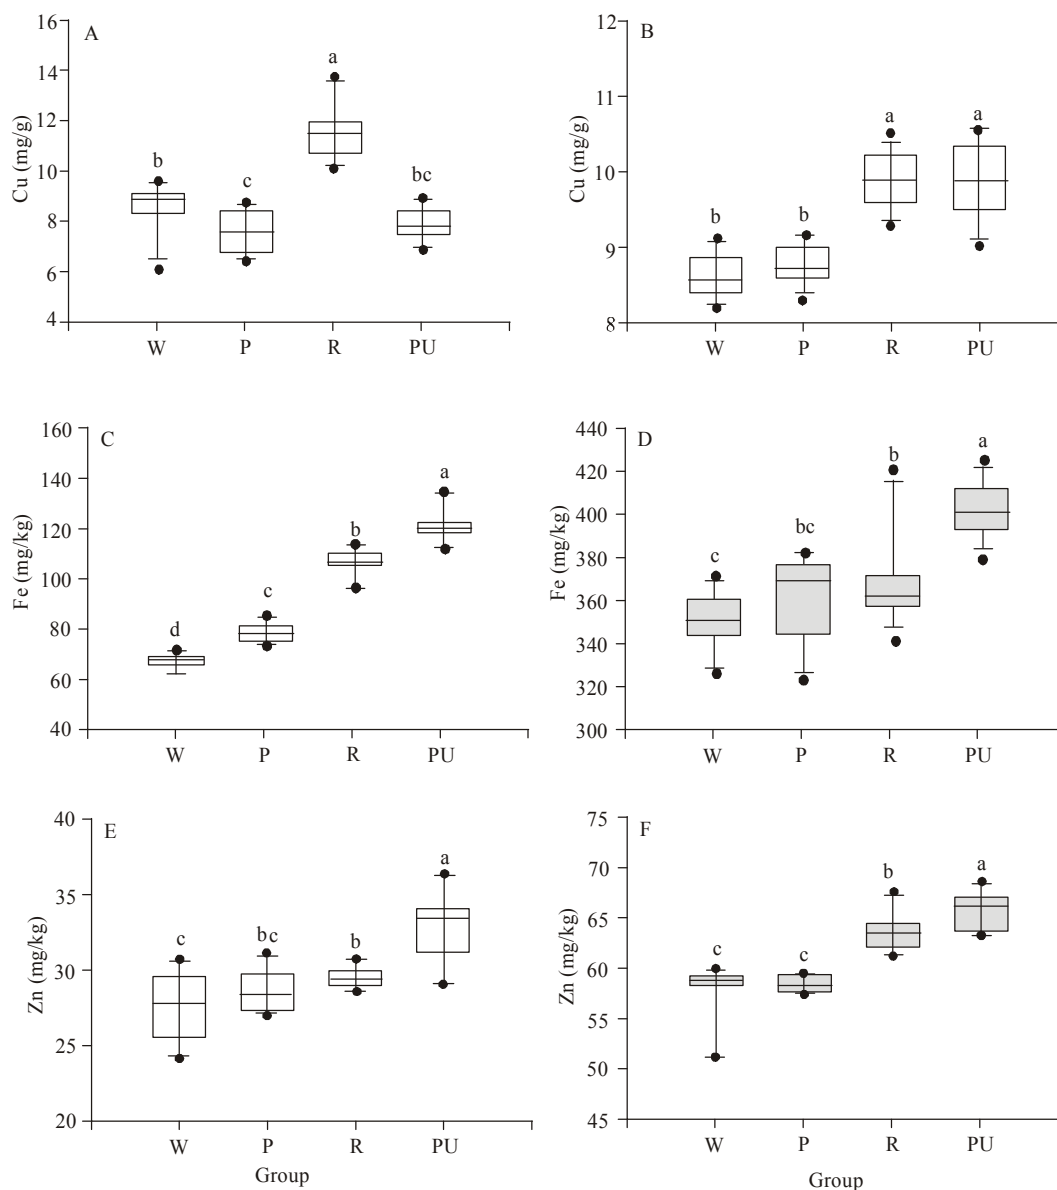 A
Cu (mg/g)
16
14
12
10
8
6
4
b
c
a
bc
W
P
R
PU
B
Cu (mg/g)
12
11
10
9
8
b
b
a
a
W
P
R
PU
C
Fe (mg/kg)
160
140
120
100
80
60
40
d
c
b
a
W
P
R
PU
D
Fe (mg/kg)
440
420
400
380
360
340
320
300
c
bc
b
a
W
P
R
PU
E
Zn (mg/kg)
40
35
30
25
20
c
bc
b
a
W
P
R
PU
Group
F
Zn (mg/kg)
75
70
65
60
55
50
45
c
c
b
a
W
P
R
PU
Group